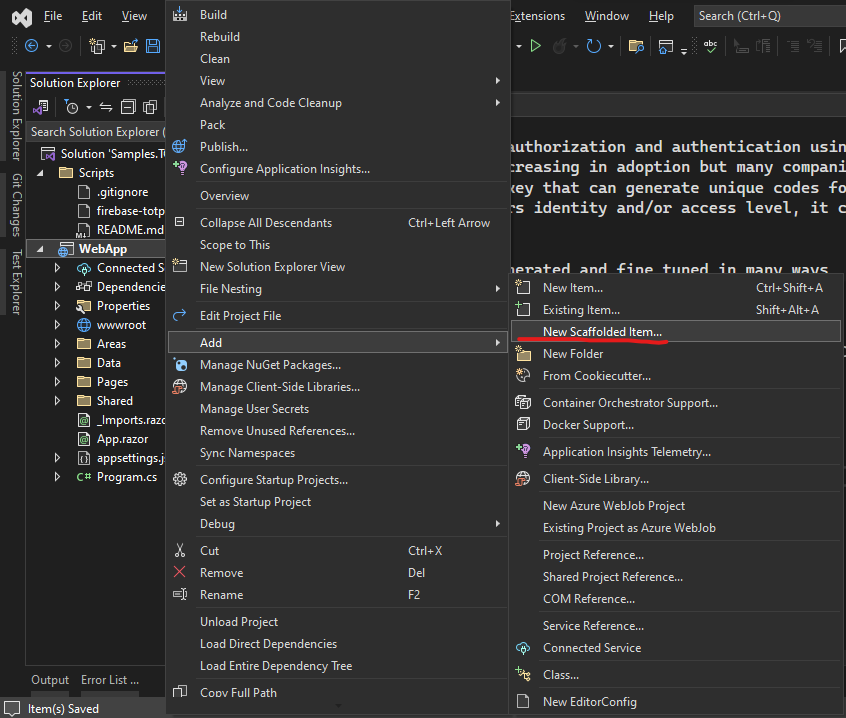 File Edit View Extensions Window Help Search (Ctrl+Q)
Solution Explorer
Git Changes
Test Explorer
Solution Explorer
Search Solution Explorer (
Solution 'Samples.
Scripts
.gitignore
firebase-totp
README.md
WebApp
Connected S
Dependencie
Properties
wwwroot
Areas
Data
Pages
Shared
_Imports.razo
App.razor
appsettings.j
Program.cs
Output Error List ...
Item(s) Saved
Build
Rebuild
Clean
View
Analyze and Code Cleanup
Pack
Publish...
Configure Application Insights...
Overview
Collapse All Descendants Ctrl+Left Arrow
Scope to This
New Solution Explorer View
File Nesting
Edit Project File
Add
Manage NuGet Packages...
Manage Client-Side Libraries...
Manage User Secrets
Remove Unused References...
Sync Namespaces
Configure Startup Projects...
Set as Startup Project
Debug
Cut Ctrl+X
Remove Del
Rename F2
Unload Project
Load Direct Dependencies
Load Entire Dependency Tree
Copy Full Path
authorization and authentication usin
creasing in adoption but many compani
key that can generate unique codes fo
rs identity and/or access level, it c
nerated and fine tuned in many ways
New Item... Ctrl+Shift+A
Existing Item... Shift+Alt+A
New Scaffolded Item...
New Folder
From Cookiecutter...
Container Orchestrator Support...
Docker Support...
Application Insights Telemetry...
Client-Side Library...
New Azure WebJob Project
Existing Project as Azure WebJob
Project Reference...
Shared Project Reference...
COM Reference...
Service Reference...
Connected Service
Class...
New EditorConfig